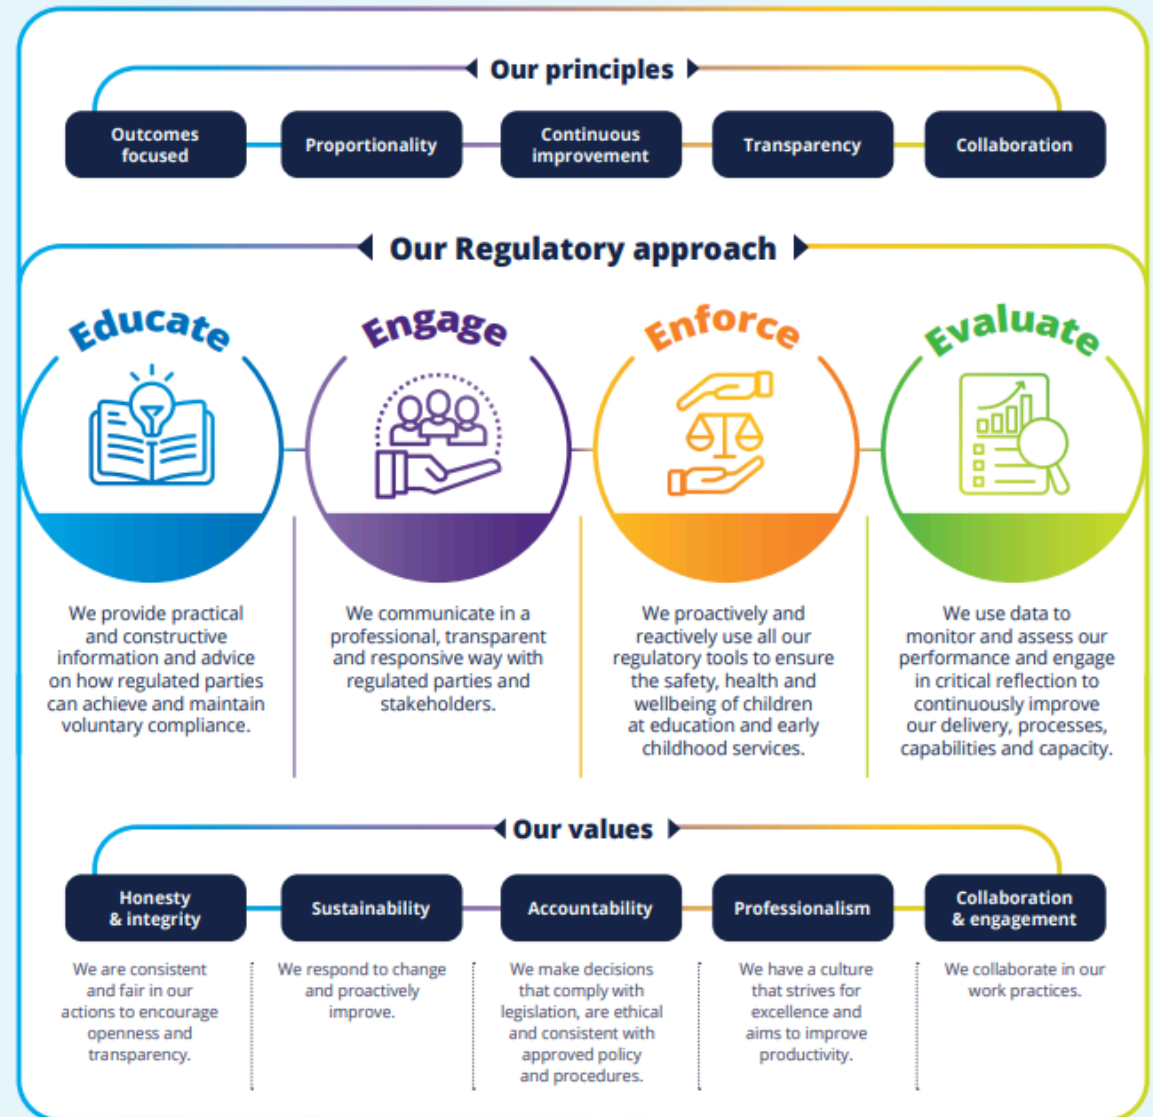 Our principles
Outcomes
focused
Proportionality
Continuous
improvement
Transparency
Collaboration
Our Regulatory approach
Educate
We provide practical
and constructive
information and advice
on how regulated parties
can achieve and maintain
voluntary compliance.
Engage
We communicate in a
professional, transparent
and responsive way with
regulated parties and
stakeholders.
Enforce
We proactively and
reactively use all our
regulatory tools to ensure
the safety, health and
wellbeing of children
at education and early
childhood services.
Evaluate
We use data to
monitor and assess our
performance and engage
in critical reflection to
continuously improve
our delivery, processes,
capabilities and capacity.
Our values
Honesty
& integrity
We are consistent
and fair in our
actions to encourage
openness and
transparency.
Sustainability
We respond to change
and proactively
improve.
Accountability
We make decisions
that comply with
legislation, are ethical
and consistent with
approved policy
and procedures.
Professionalism
We have a culture
that strives for
excellence and
aims to improve
productivity.
Collaboration
& engagement
We collaborate in our
work practices.